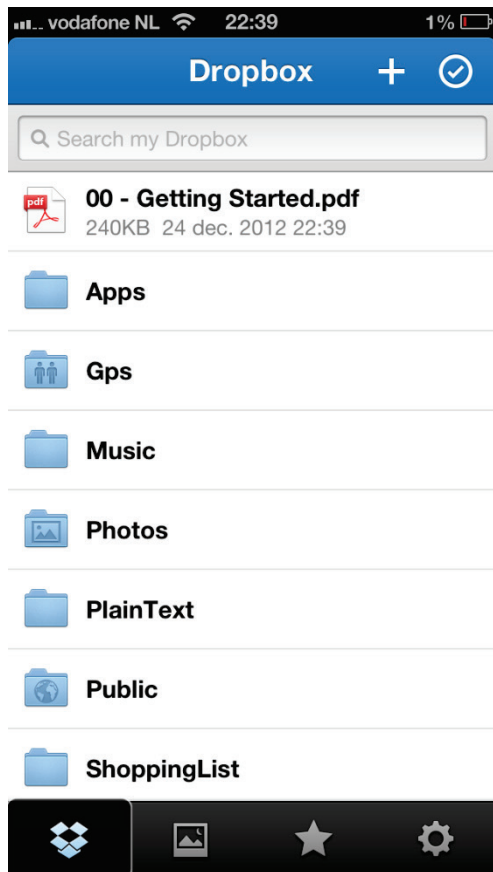 vodafone NL 22:39 1%
Dropbox
Search my Dropbox
pdf
00 - Getting Started.pdf
240KB 24 dec. 2012 22:39
Apps
Gps
Music
Photos
PlainText
Public
ShoppingList